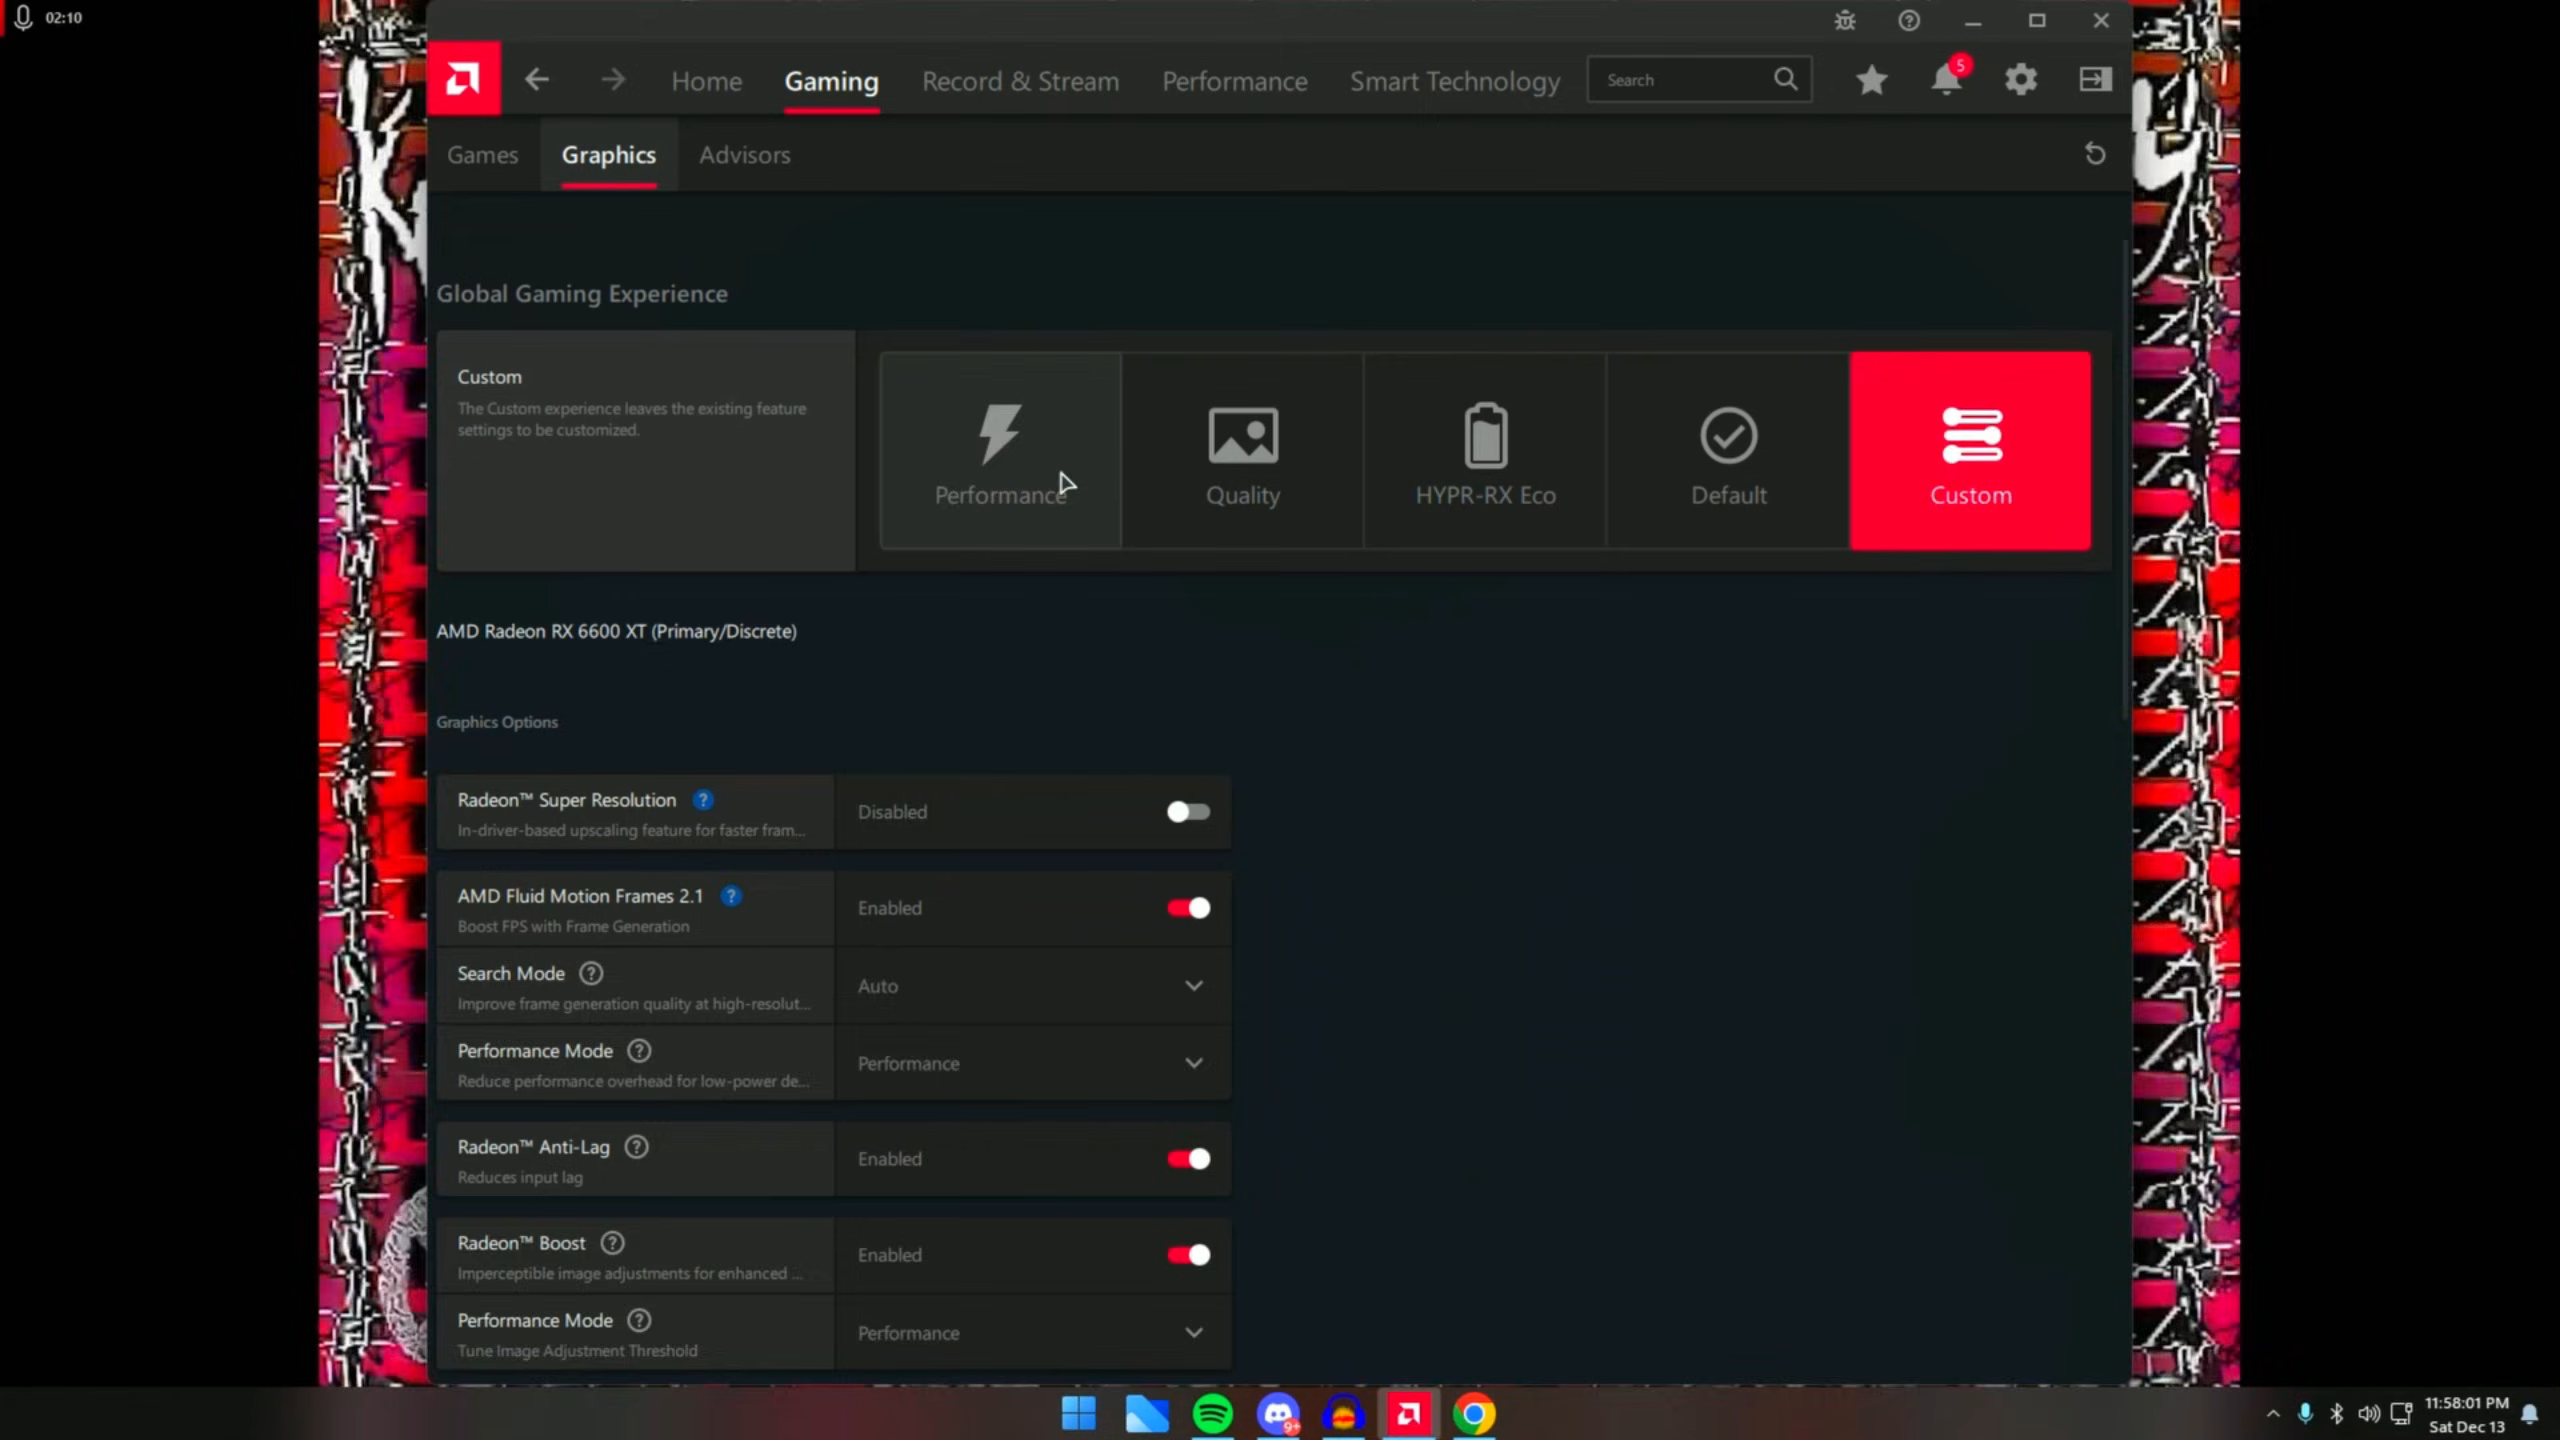 02:10
Home
Gaming
Record & Stream
Performance
Smart Technology
Search
5
Games
Graphics
Advisors
Global Gaming Experience
Custom
The Custom experience leaves the existing feature
settings to be customized.
Performance
Quality
HYPR-RX Eco
Default
Custom
AMD Radeon RX 6600 XT (Primary/Discrete)
Graphics Options
Radeon™ Super Resolution ?
In-driver-based upscaling feature for faster fram...
Disabled
AMD Fluid Motion Frames 2.1 ?
Boost FPS with Frame Generation
Enabled
Search Mode ?
Improve frame generation quality at high-resolut...
Auto
Performance Mode ?
Reduce performance overhead for low-power de...
Performance
Radeon™ Anti-Lag ?
Reduces input lag
Enabled
Radeon™ Boost ?
Imperceptible image adjustments for enhanced ...
Enabled
Performance Mode ?
Tune Image Adjustment Threshold
Performance
9+
11:58:01 PM
Sat Dec 13